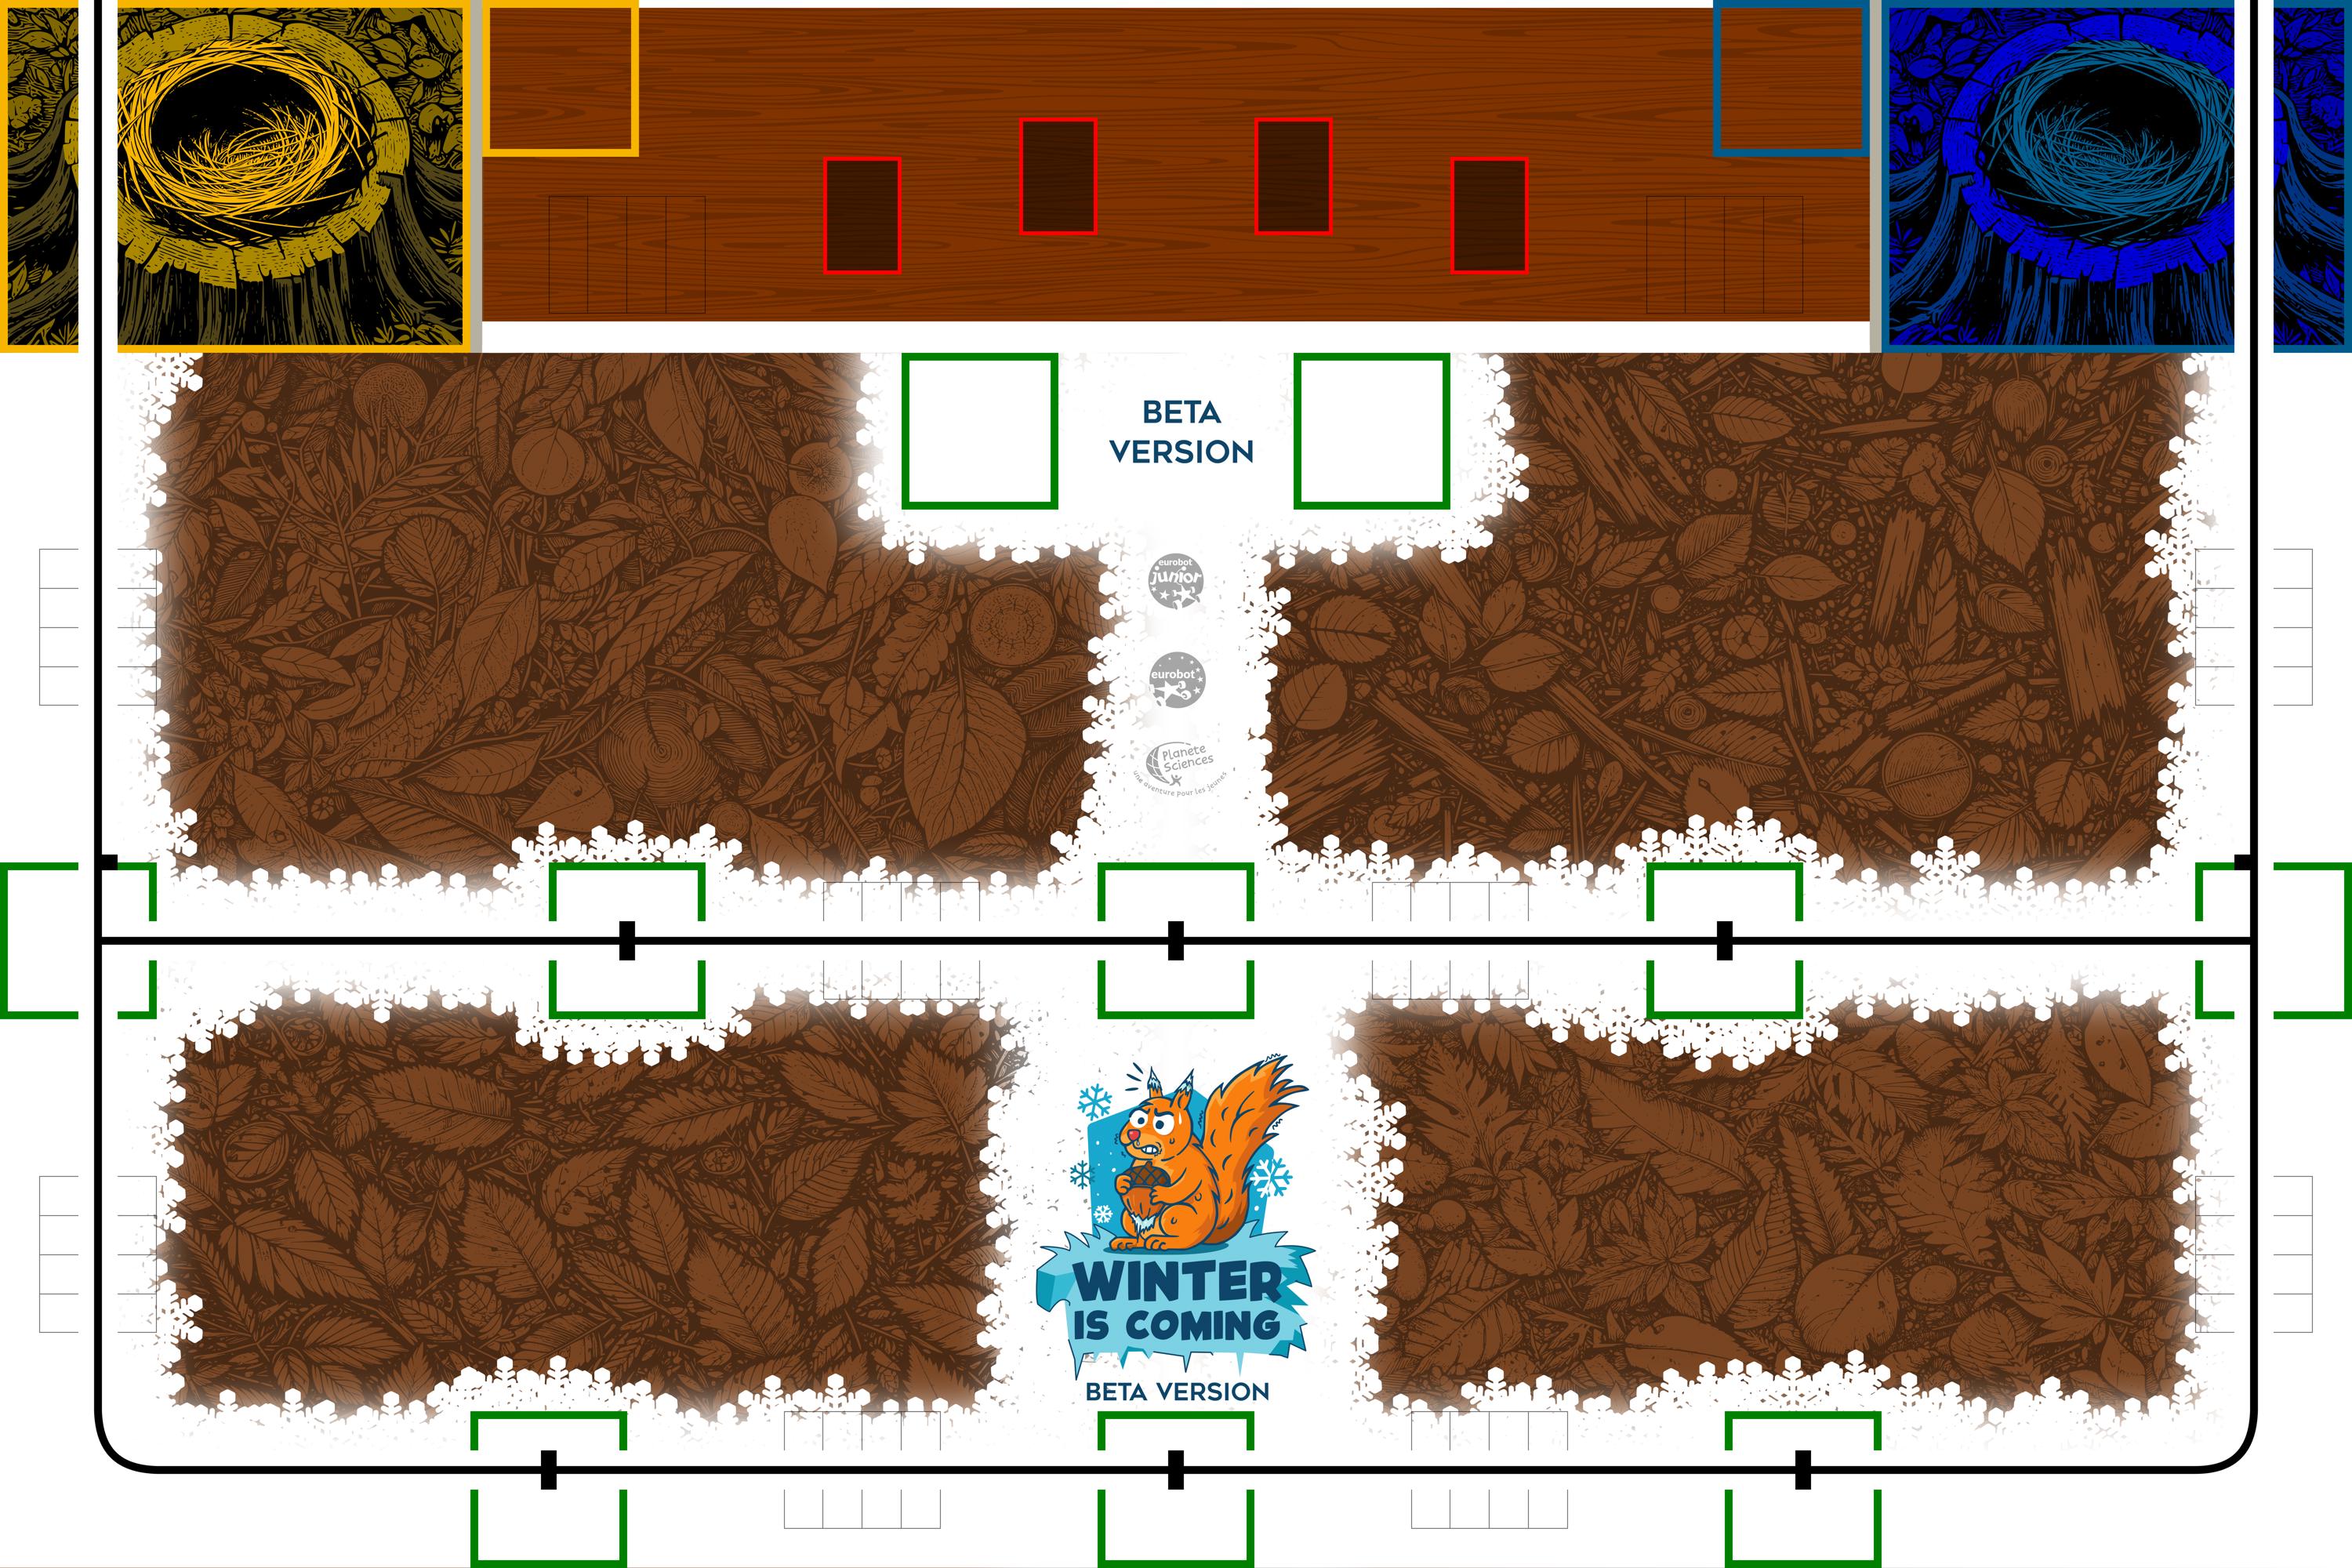 BETA
VERSION
eurobot
junior
eurobot
Planète
Sciences
une aventure pour les jeunes
WINTER
IS COMING
BETA VERSION